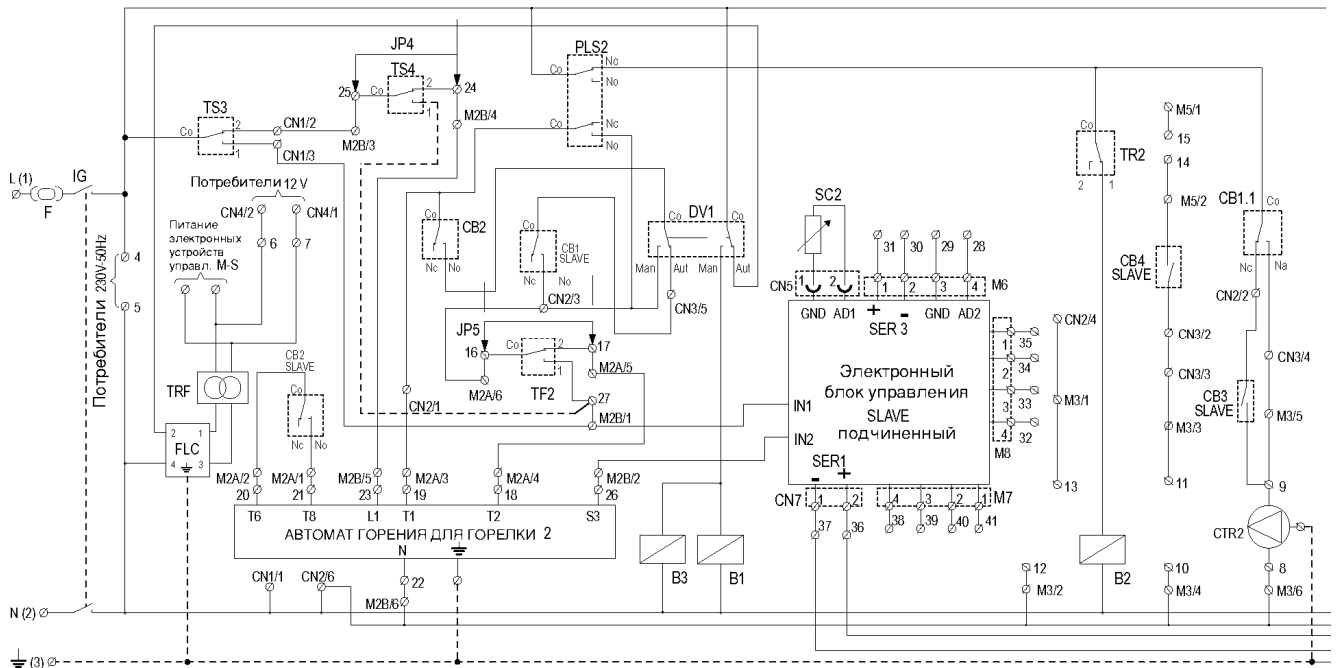 JP4
PLS2
TS4
Co
Nc
No
25
Co
2
24
1
TS3
CN1/2
M2B/4
M5/1
Co
2
M2B/3
Nc
Co
15
1
CN1/3
No
TR2
14
L (1)
IG
Потребители 12 V
2
1
F
CN4/2
CN4/1
SC2
M5/2
CB1.1
Co
Питание
электронных
устройств
управл. M-S
6
7
Co
CB2
Co
CB1
SLAVE
Co
DV1
Co
31
30
29
28
CB4
SLAVE
4
Nc
No
Nc
No
Man
Aut
Man
Aut
CN5
1
2
1
2
3
4
M6
Nc
Na
Потребители 230V-50Hz
5
CN2/3
CN3/5
GND
AD1
+
-
GND
AD2
SER 3
CN2/2
CN2/4
JP5
16
Co
2
17
1
35
CN3/2
CB2
SLAVE
1
M2A/5
2
34
CN3/4
TRF
Co
M2A/6
TF2
27
Электронный
блок управления
SLAVE
подчиненный
3
33
M3/1
CN3/3
CB3
SLAVE
CN2/1
M2B/1
IN1
4
32
M3/3
M3/5
2
1
FLC
4
3
Nc
No
IN2
M8
SER1
-
+
M2A/2
M2A/1
M2B/5
M2A/3
M2A/4
M2B/2
13
11
9
20
21
23
19
18
26
CN7
1
2
4
3
2
1
M7
T6
T8
L1
T1
T2
S3
37
36
38
39
40
41
АВТОМАТ ГОРЕНИЯ ДЛЯ ГОРЕЛКИ 2
CTR2
N
B3
B1
B2
CN1/1
CN2/6
22
12
10
8
M2B/6
M3/2
M3/4
M3/6
N (2)
(3)